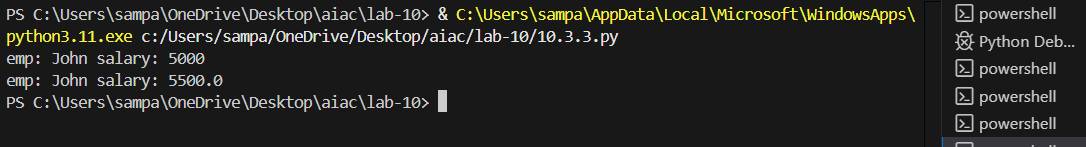 PS C:\Users\sampa\OneDrive\Desktop\aiac\lab-10> & C:\Users\sampa\AppData\Local\Microsoft\WindowsApps\
python3.11.exe c:/Users/sampa/OneDrive/Desktop/aiac/lab-10/10.3.3.py
emp: John salary: 5000
emp: John salary: 5500.0
PS C:\Users\sampa\OneDrive\Desktop\aiac\lab-10>
powershell
Python Deb...
powershell
powershell
powershell